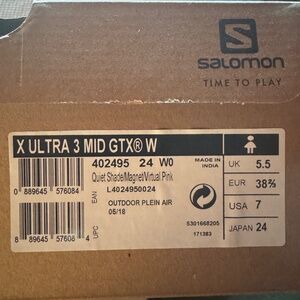 S
SALOMON
TIME TO PLAY
X ULTRA 3 MID GTX® W
402495 24 W0
Quiet Shade/Magnet/Virtual Pink
L4024950024
EAN
0 889645 576084
OUTDOOR PLEIN AIR
05/18
UPC
8 89645 57608 4
MADE IN
INDIA
S301668205
171383
UK 5.5
EUR 38⅔
USA 7
JAPAN 24